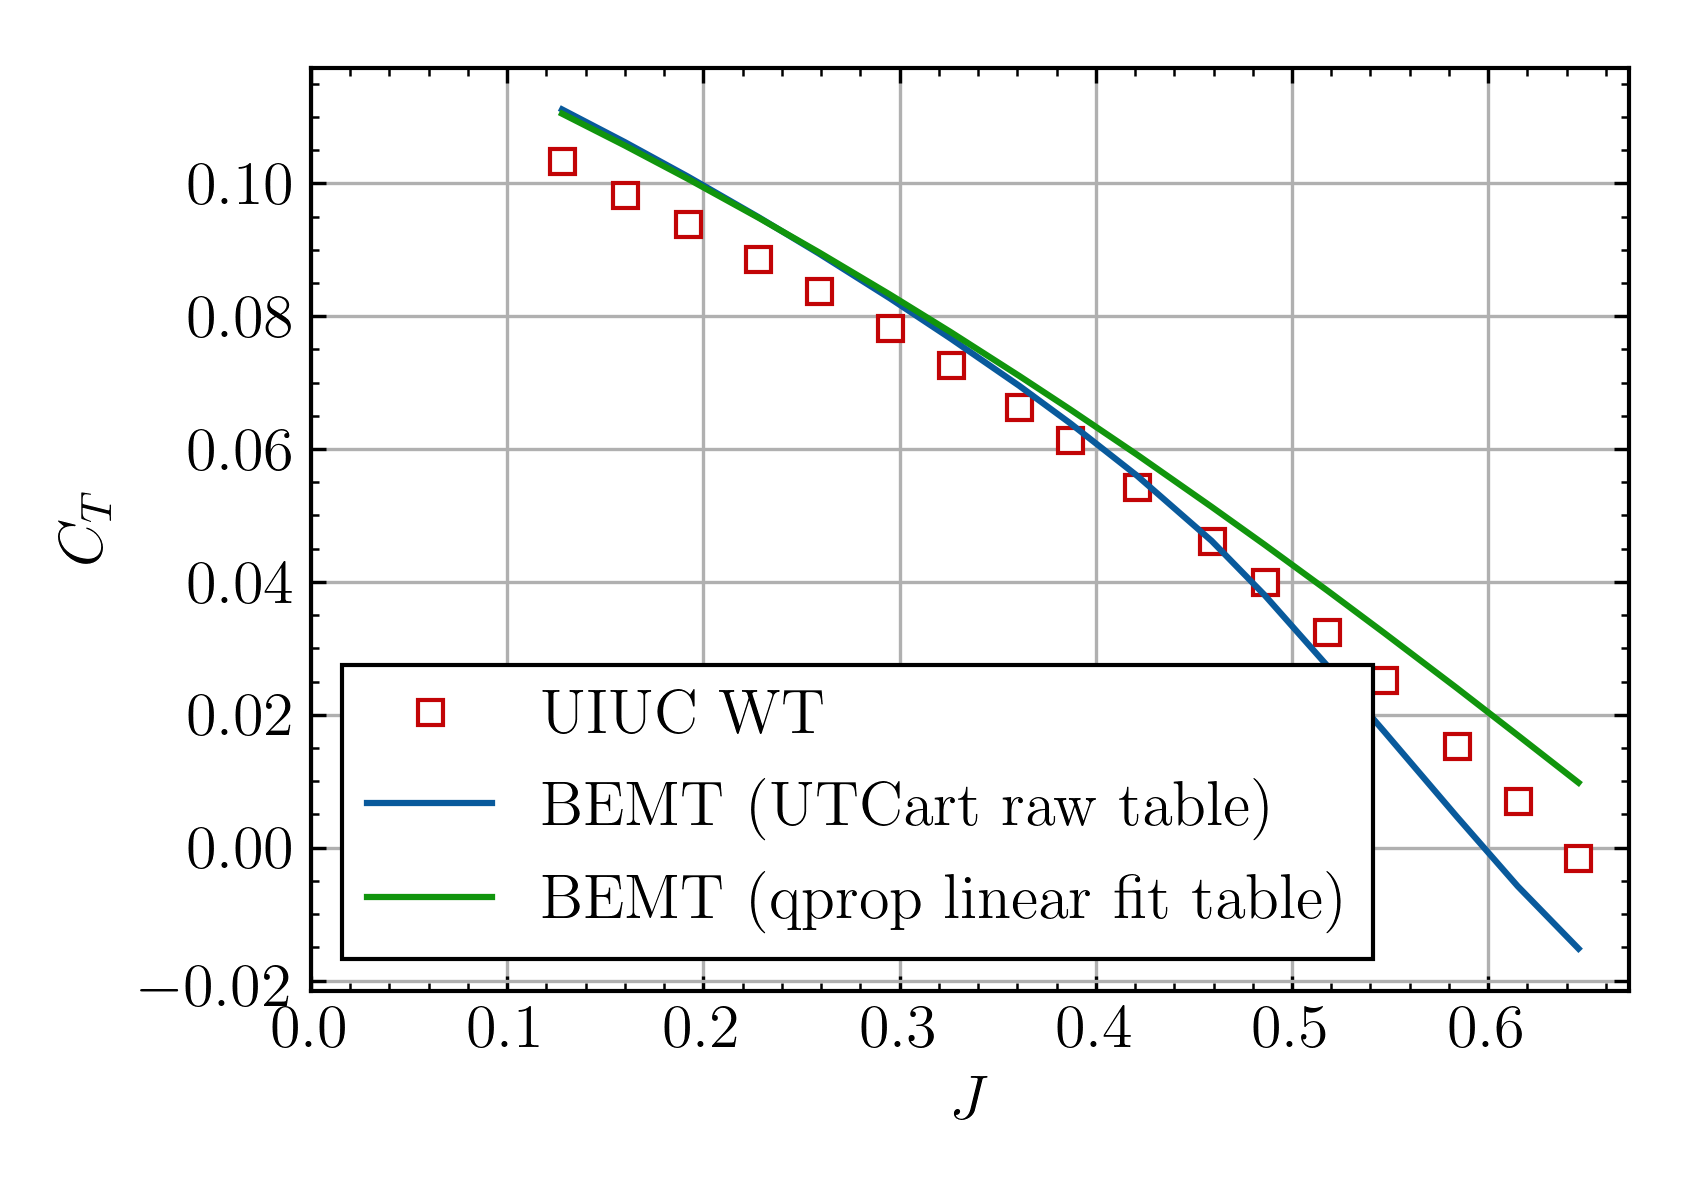 0.10
0.08
0.06
0.04
0.02
0.00
−0.02
C_T
UIUC WT
BEMT (UTCart raw table)
BEMT (qprop linear fit table)
0.0 0.1 0.2 0.3 0.4 0.5 0.6
J